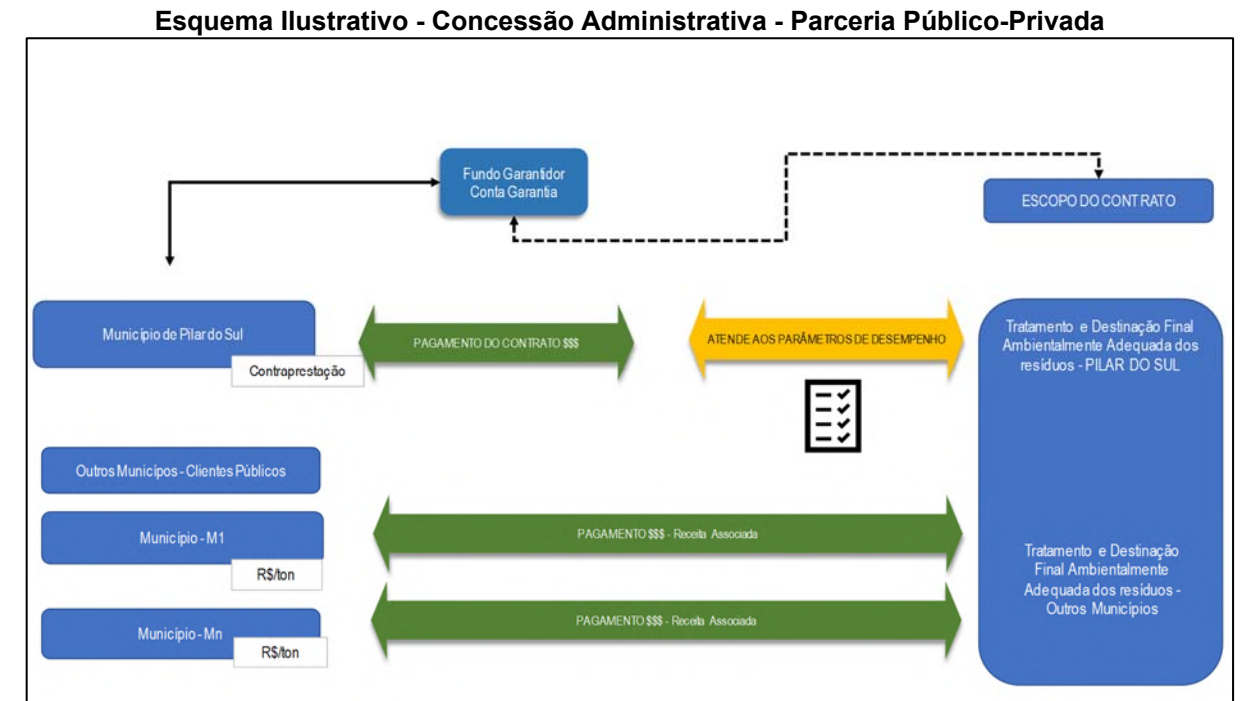 Esquema Ilustrativo - Concessão Administrativa - Parceria Público-Privada
Fundo Garantidor
Conta Garantia
ESCOPO DO CONTRATO
Município de Pilar do Sul
Contraprestação
PAGAMENTO DO CONTRATO $$$
ATENDE AOS PARÂMETROS DE DESEMPENHO
Tratamento e Destinação Final
Ambientalmente Adequada dos
resíduos - PILAR DO SUL
Outros Municípos - Clientes Públicos
Município - M1
R$/ton
PAGAMENTO $$$ - Receita Associada
Município - Mn
R$/ton
PAGAMENTO $$$ - Receita Associada
Tratamento e Destinação
Final Ambientalmente
Adequada dos resíduos -
Outros Municípios